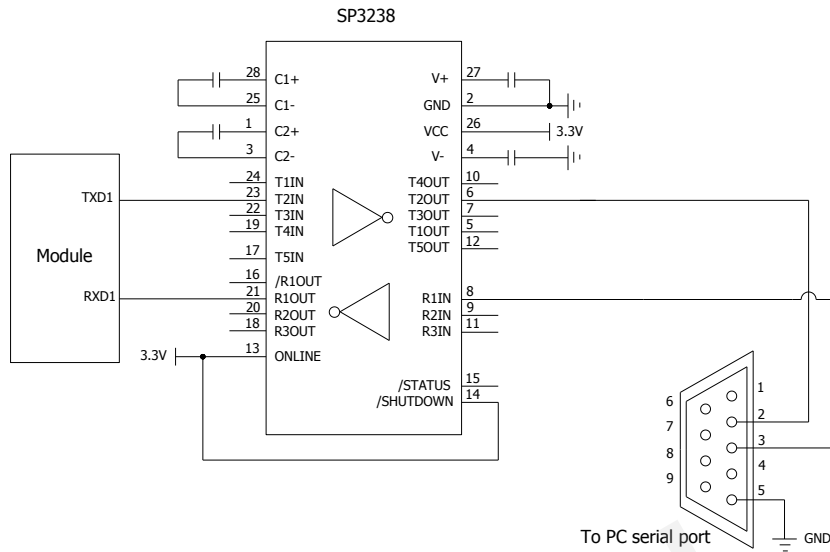 SP3238
28 C1+ V+ 27
25 C1- GND 2
1 C2+ VCC 26 3.3V
3 C2- V- 4
24 T1IN T4OUT 10
TXD1 23 T2IN T2OUT 6
22 T3IN T3OUT 7
19 T4IN T1OUT 5
17 T5IN T5OUT 12
Module
16 /R1OUT
RXD1 21 R1OUT R1IN 8
20 R2OUT R2IN 9
18 R3OUT R3IN 11
3.3V 13 ONLINE
/STATUS 15
/SHUTDOWN 14
1
6
2
7
3
8
4
9
5
To PC serial port
GND